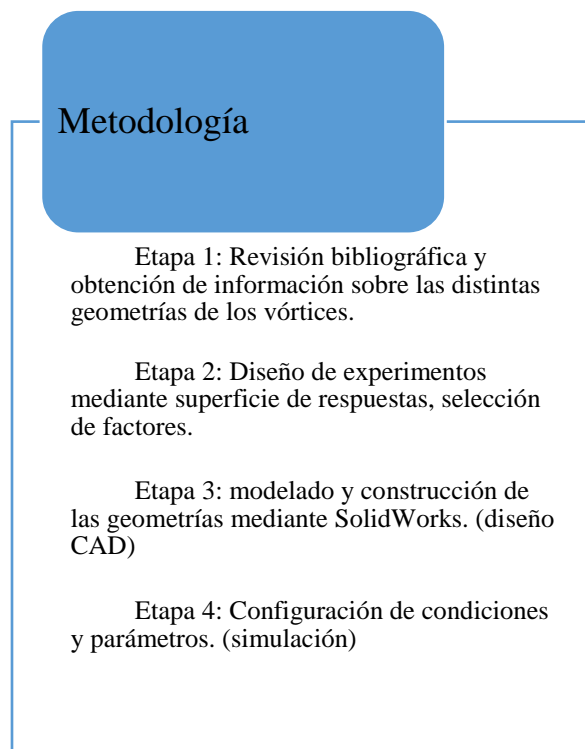 Metodología
Etapa 1: Revisión bibliográfica y
obtención de información sobre las distintas
geometrías de los vórtices.
Etapa 2: Diseño de experimentos
mediante superficie de respuestas, selección
de factores.
Etapa 3: modelado y construcción de
las geometrías mediante SolidWorks. (diseño
CAD)
Etapa 4: Configuración de condiciones
y parámetros. (simulación)